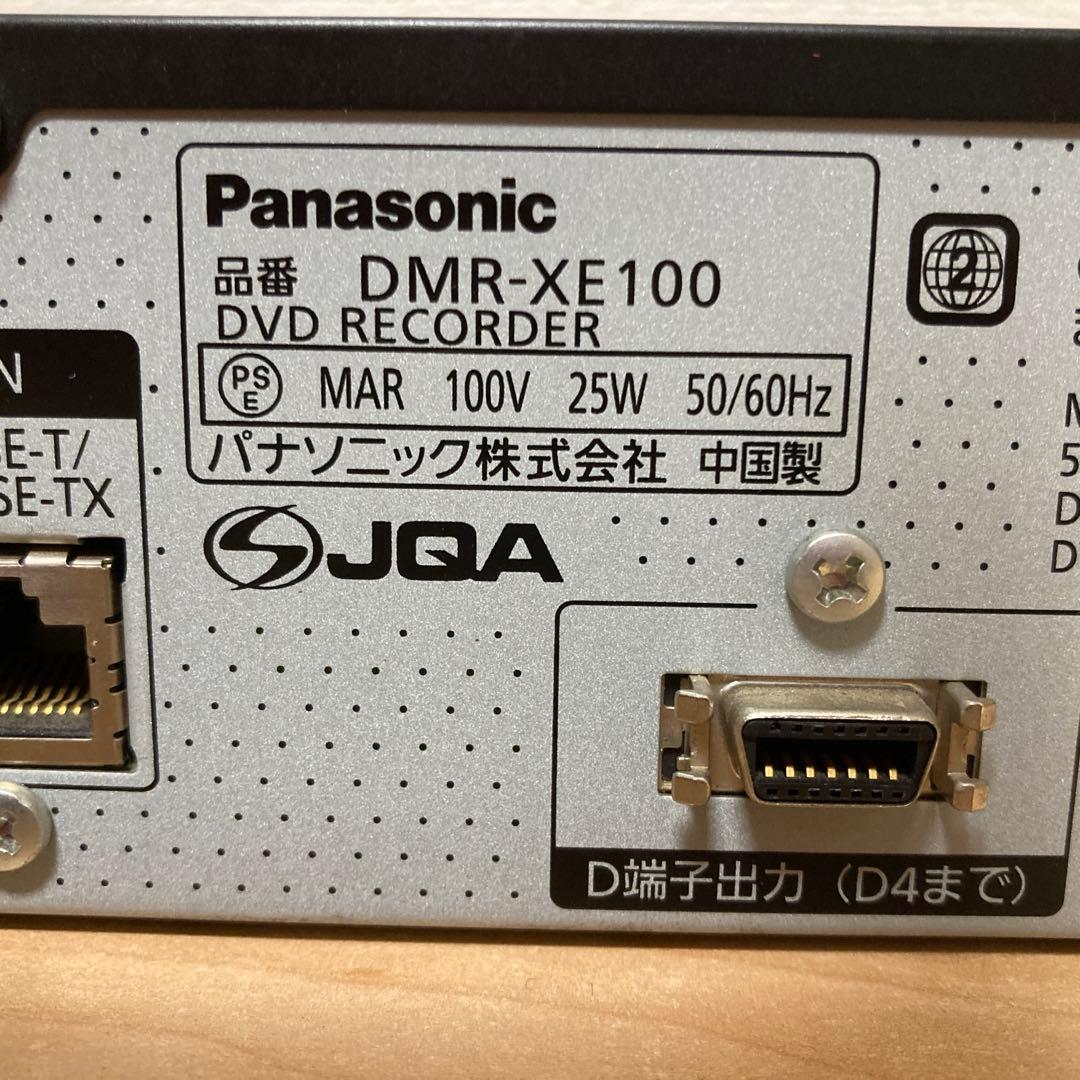 Panasonic
品番 DMR-XE100
DVD RECORDER
PSE MAR 100V 25W 50/60Hz
パナソニック株式会社 中国製
2
JQA
N
SE-T/
SE-TX
D端子出力(D4まで)
M
5
D
D